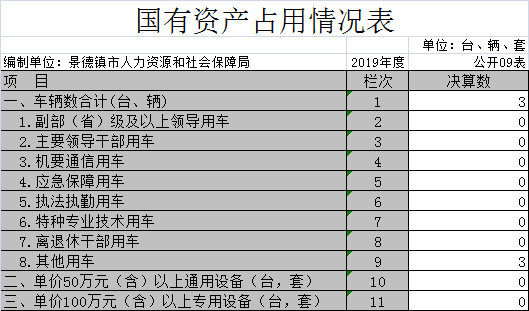 国有资产占用情况表
单位：台、辆、套
编制单位：景德镇市人力资源和社会保障局 2019年度 公开09表
项 目 栏次 决算数
一、车辆数合计(台、辆) 1 3
1.副部（省）级及以上领导用车 2 0
2.主要领导干部用车 3 0
3.机要通信用车 4 0
4.应急保障用车 5 0
5.执法执勤用车 6 0
6.特种专业技术用车 7 0
7.离退休干部用车 8 0
8.其他用车 9 3
二、单价50万元（含）以上通用设备（台，套） 10 0
三、单价100万元（含）以上专用设备（台，套） 11 0